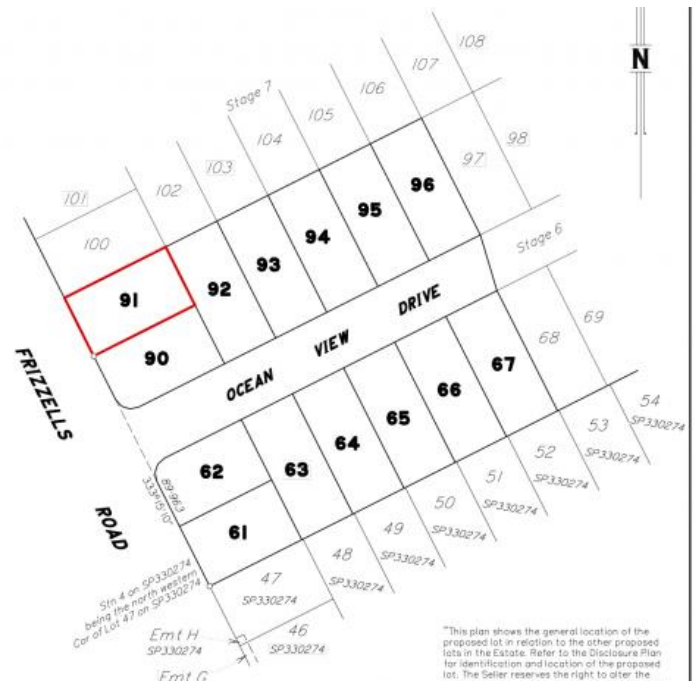 108
107
N
106
Stage 7
105
104
103
98
97
102
101
96
95
94
100
93
92
91
Stage 6
90
OCEAN VIEW DRIVE
69
68
67
FRIZZELLS
66
65
64
54
SP330274
53
SP330274
62
63
52
SP330274
51
SP330274
89·963
333°15'10"
50
SP330274
ROAD
61
49
SP330274
48
SP330274
47
SP330274
Stn 4 on SP330274
being the north western
Cor of Lot 47 on SP330274
46
SP330274
Emt H
SP330274
Emt G
"This plan shows the general location of the
proposed lot in relation to the other proposed
lots in the Estate. Refer to the Disclosure Plan
for identification and location of the proposed
lot. The Seller reserves the right to alter the